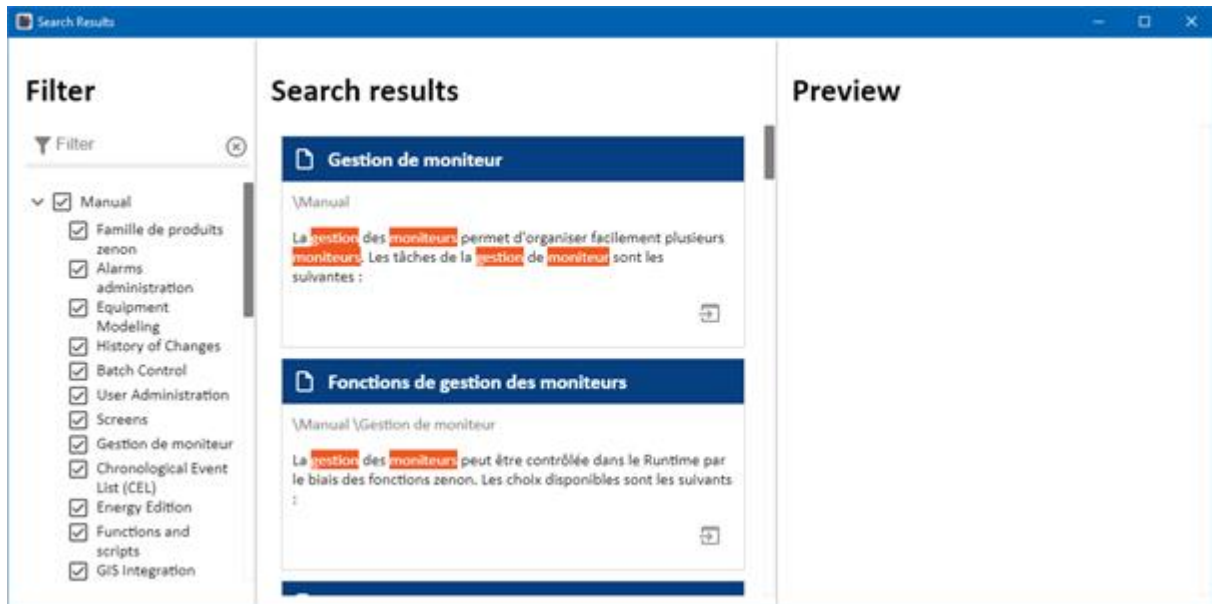 Search Results
Filter
Filter
Manual
Famille de produits
zenon
Alarms
administration
Equipment
Modeling
History of Changes
Batch Control
User Administration
Screens
Gestion de moniteur
Chronological Event
List (CEL)
Energy Edition
Functions and
scripts
GIS Integration
Search results
Gestion de moniteur
\Manual
La gestion des moniteurs permet d'organiser facilement plusieurs
moniteurs. Les tâches de la gestion de moniteur sont les
suivantes :
Fonctions de gestion des moniteurs
\Manual \Gestion de moniteur
La gestion des moniteurs peut être contrôlée dans le Runtime par
le biais des fonctions zenon. Les choix disponibles sont les suivants
:
Preview